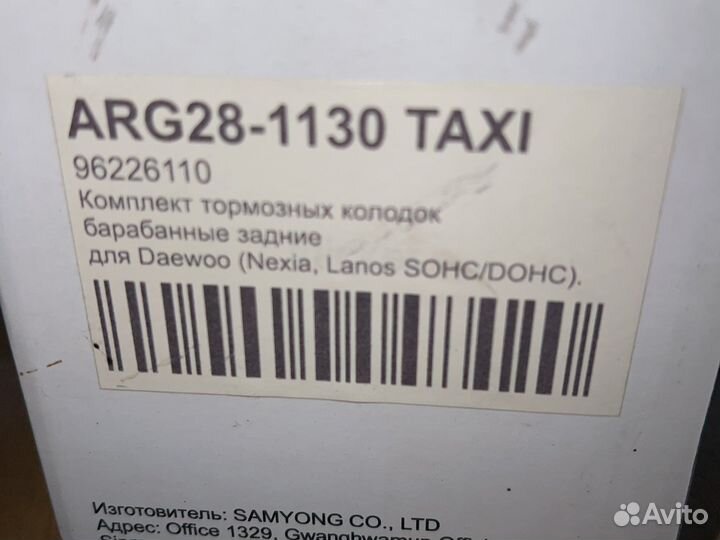 ARG28-1130 TAXI
96226110
Комплект тормозных колодок
барабанные задние
для Daewoo (Nexia, Lanos SOHC/DOHC).
Изготовитель: SAMYONG CO., LTD
Адрес: Office 1329, Gwanghwamun
Avito